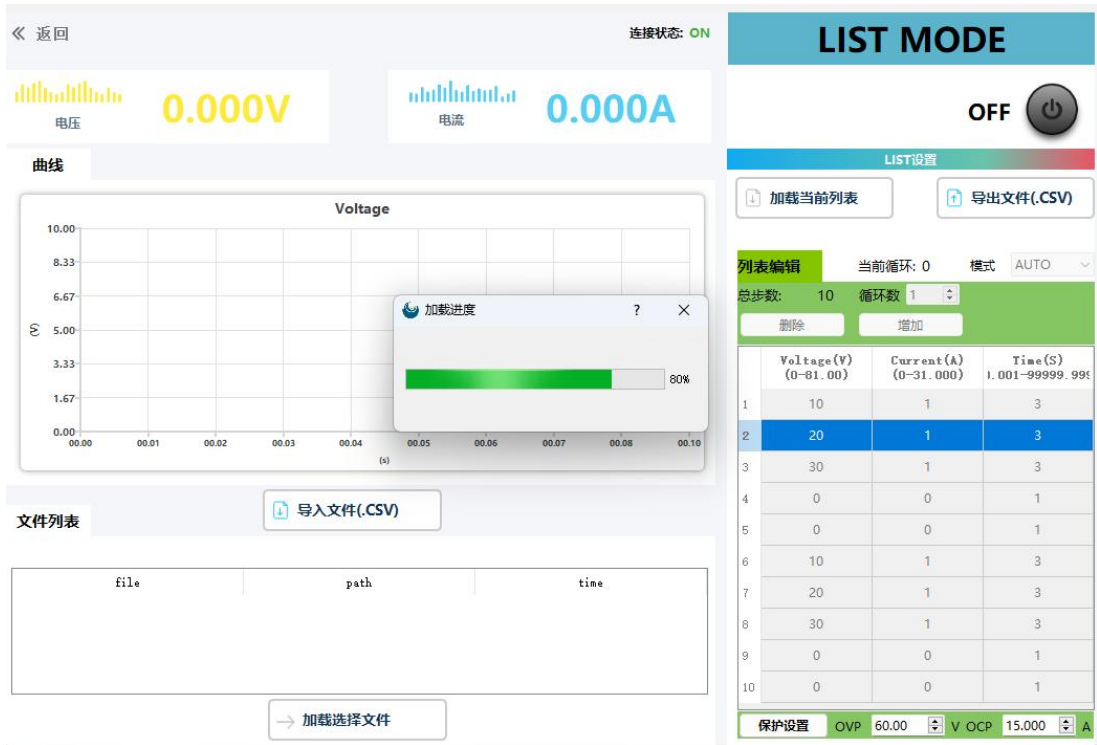 返回
连接状态: ON
LIST MODE
电压
0.000V
电流
0.000A
OFF
曲线
LIST设置
加载当前列表
导出文件(.CSV)
Voltage
10.00
8.33
6.67
5.00
3.33
1.67
0.00
(V)
00.00 00.01 00.02 00.03 00.04 00.05 00.06 00.07 00.08 00.10
(s)
加载进度 ?
80%
列表编辑 当前循环: 0 模式 AUTO
总步数: 10 循环数 1
删除 增加
Voltage(V) Current(A) Time(S)
(0-81.00) (0-31.000) .001-99999.999
1 10 1 3
2 20 1 3
3 30 1 3
4 0 0 1
5 0 0 1
6 10 1 3
7 20 1 3
8 30 1 3
9 0 0 1
10 0 0 1
保护设置 OVP 60.00 V OCP 15.000 A
导入文件(.CSV)
文件列表
file path time
加载选择文件